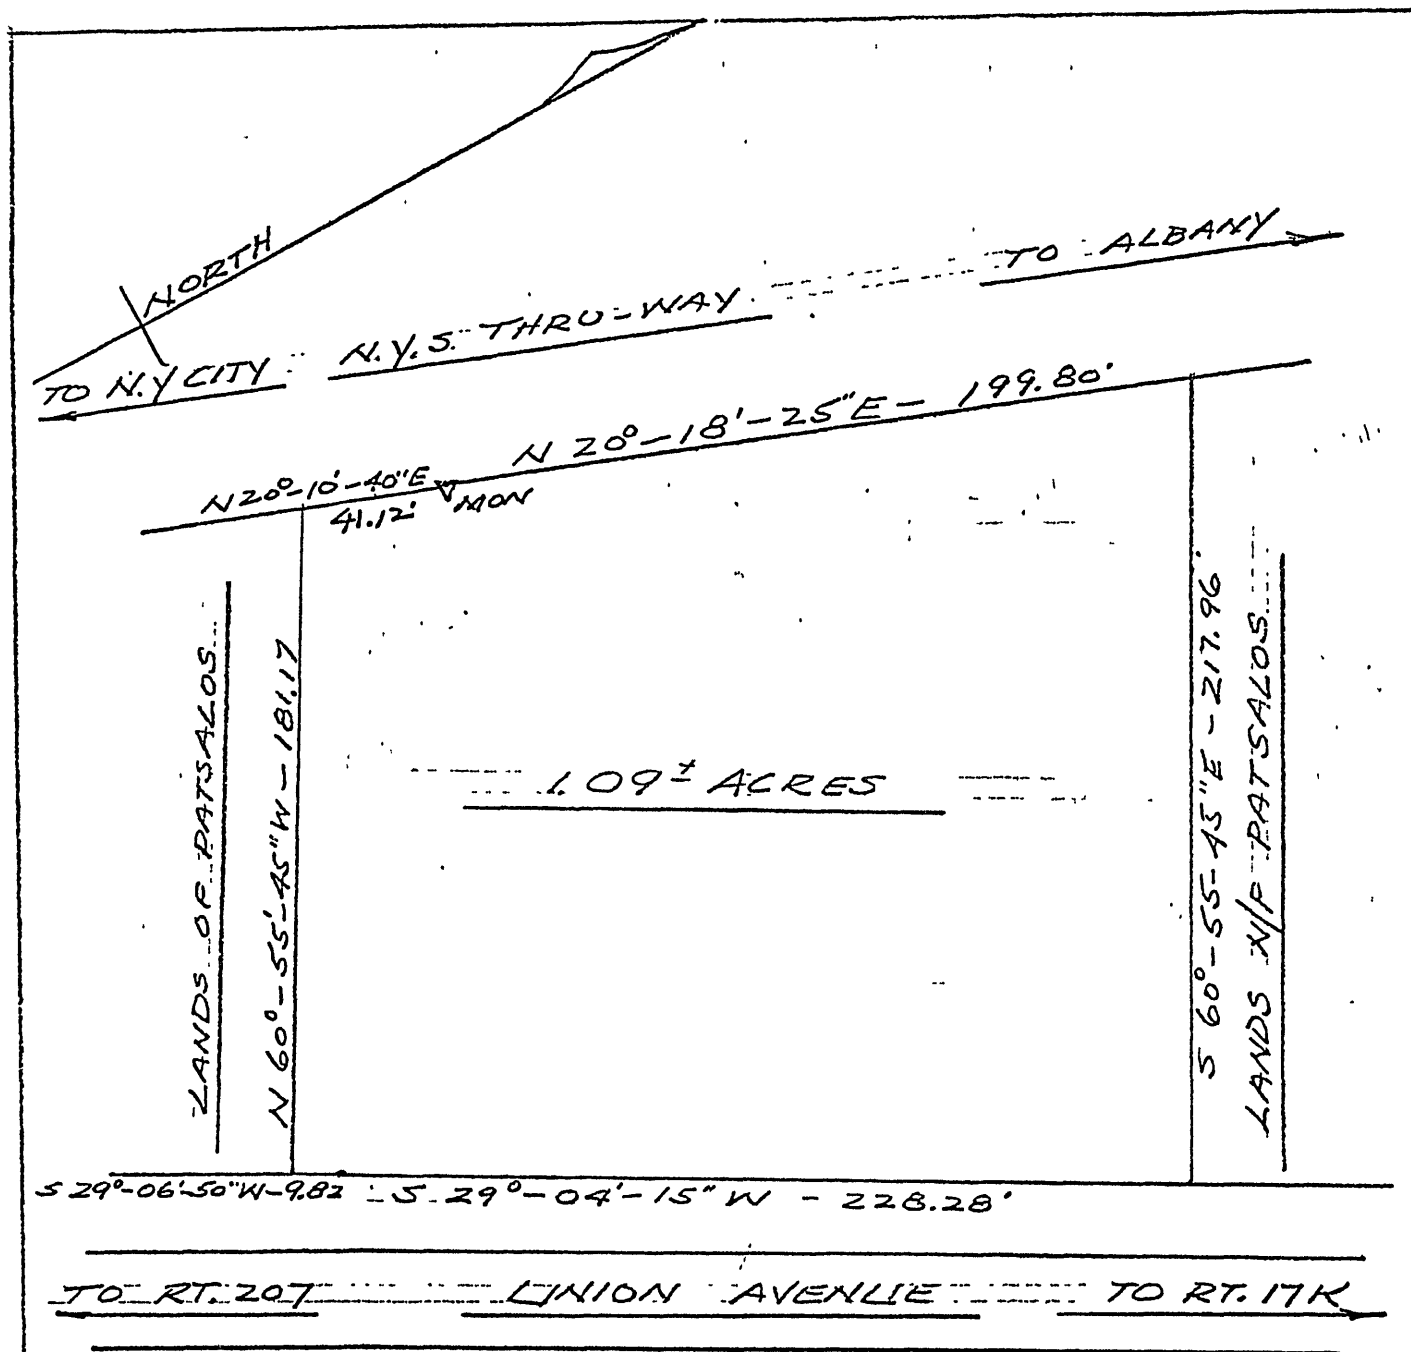 NORTH
TO ALBANY
N.Y.S. THRU-WAY
TO N.Y CITY
N 20°-18'-25"E - 199.80'
N 20°-10'-40"E
41.12'
MON
LANDS OF PATSALOS
N 60°-55'-45"W - 181.17
1.09± ACRES
S 60°-55-45"E - 217.96'
LANDS N/F PATSALOS
S 29°-06'-50"W-9.82
S 29°-04'-15"W - 228.28'
TO RT. 207
UNION AVENUE
TO RT. 17K